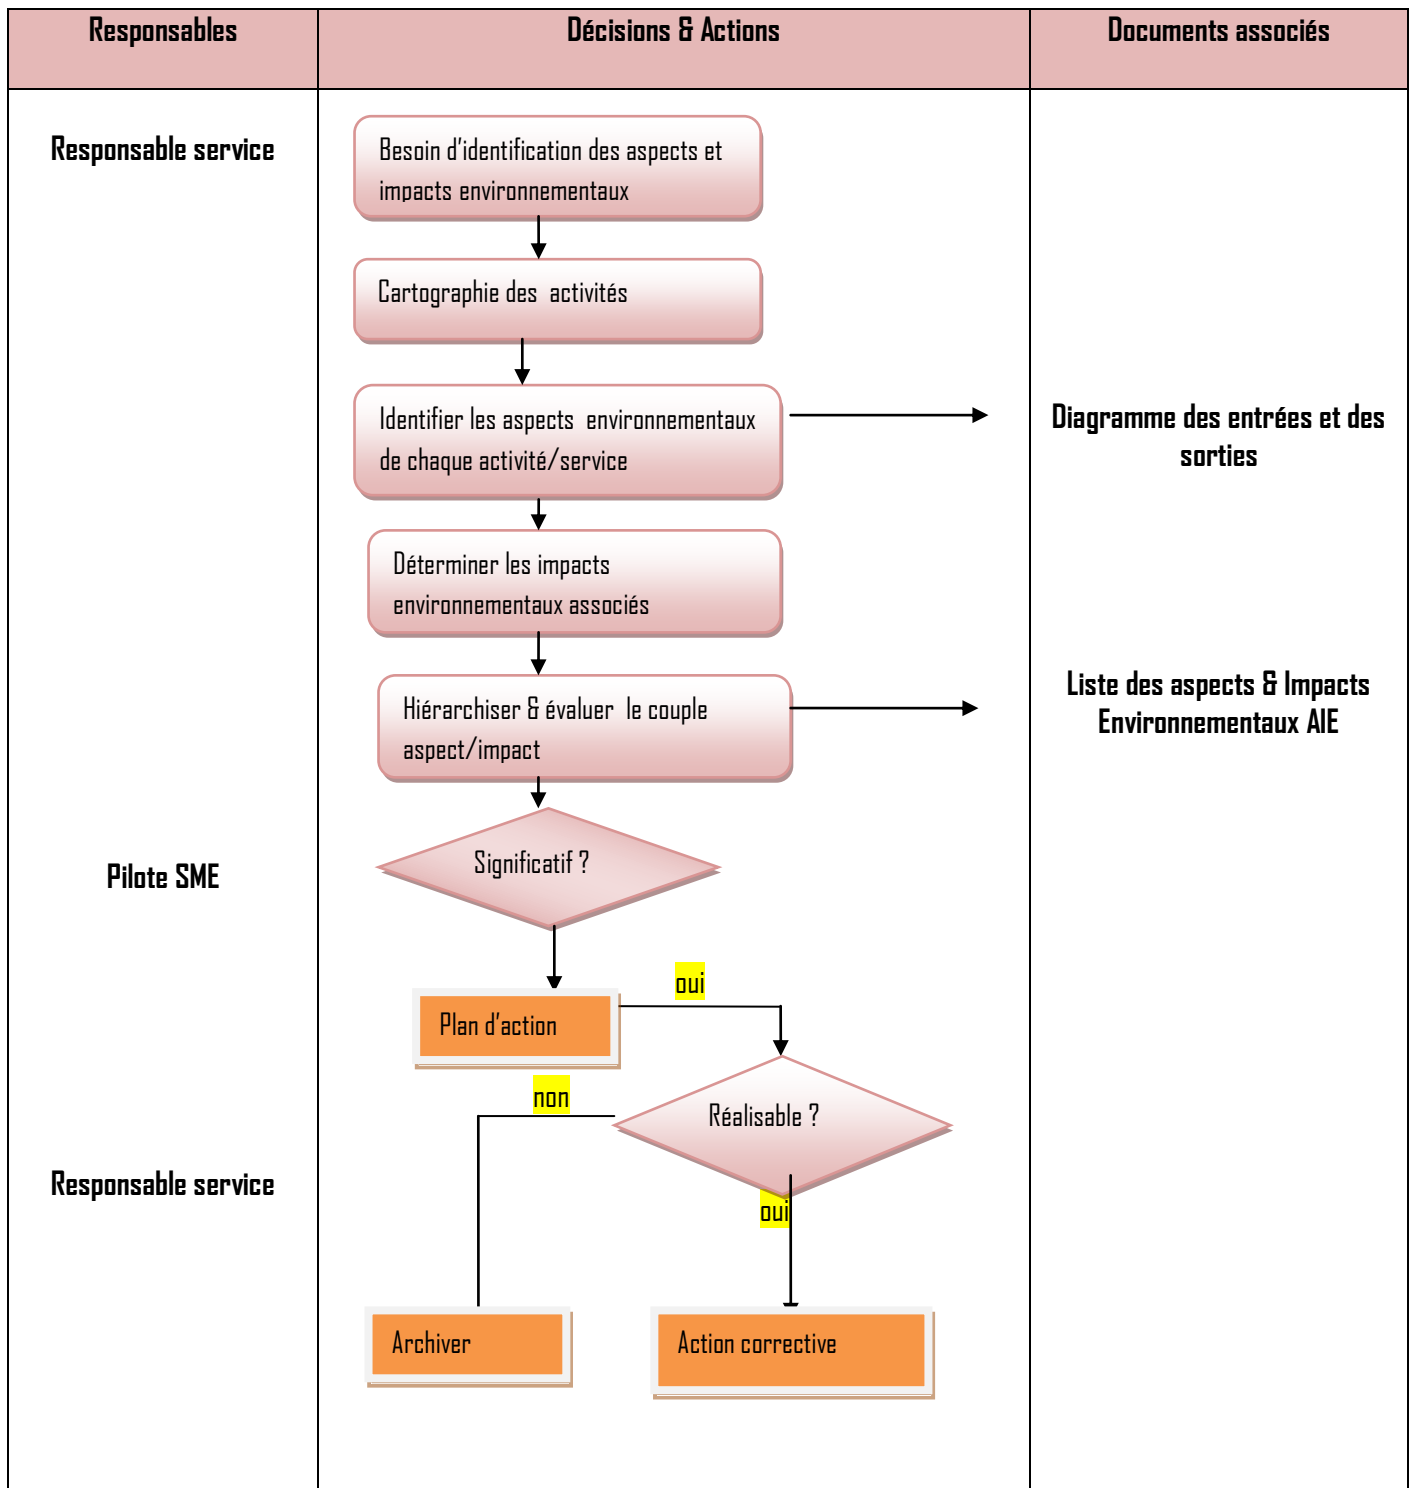 Responsables
Décisions & Actions
Documents associés
Responsable service
Besoin d'identification des aspects et
impacts environnementaux
Cartographie des activités
Identifier les aspects environnementaux
de chaque activité/service
Diagramme des entrées et des
sorties
Déterminer les impacts
environnementaux associés
Hiérarchiser & évaluer le couple
aspect/impact
Liste des aspects & Impacts
Environnementaux AIE
Pilote SME
Significatif ?
oui
Plan d'action
non
Réalisable ?
Responsable service
oui
Archiver
Action corrective